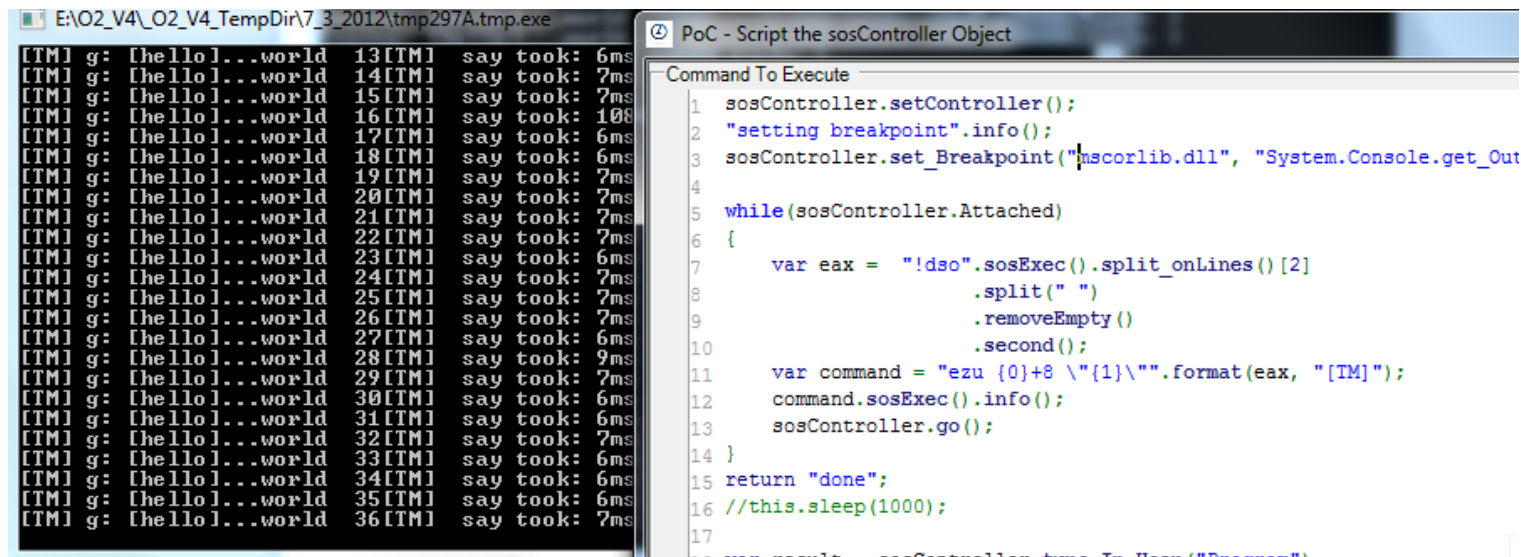 E:\O2_V4\_O2_V4_TempDir\7_3_2012\tmp297A.tmp.exe
[TM] g: [hello]...world 13[TM] say took: 6ms
[TM] g: [hello]...world 14[TM] say took: 7ms
[TM] g: [hello]...world 15[TM] say took: 7ms
[TM] g: [hello]...world 16[TM] say took: 108
[TM] g: [hello]...world 17[TM] say took: 6ms
[TM] g: [hello]...world 18[TM] say took: 6ms
[TM] g: [hello]...world 19[TM] say took: 7ms
[TM] g: [hello]...world 20[TM] say took: 7ms
[TM] g: [hello]...world 21[TM] say took: 7ms
[TM] g: [hello]...world 22[TM] say took: 7ms
[TM] g: [hello]...world 23[TM] say took: 6ms
[TM] g: [hello]...world 24[TM] say took: 7ms
[TM] g: [hello]...world 25[TM] say took: 7ms
[TM] g: [hello]...world 26[TM] say took: 7ms
[TM] g: [hello]...world 27[TM] say took: 6ms
[TM] g: [hello]...world 28[TM] say took: 9ms
[TM] g: [hello]...world 29[TM] say took: 7ms
[TM] g: [hello]...world 30[TM] say took: 6ms
[TM] g: [hello]...world 31[TM] say took: 6ms
[TM] g: [hello]...world 32[TM] say took: 7ms
[TM] g: [hello]...world 33[TM] say took: 6ms
[TM] g: [hello]...world 34[TM] say took: 6ms
[TM] g: [hello]...world 35[TM] say took: 6ms
[TM] g: [hello]...world 36[TM] say took: 7ms
PoC - Script the sosController Object
Command To Execute
1 sosController.setController();
2 "setting breakpoint".info();
3 sosController.set_Breakpoint("mscorlib.dll", "System.Console.get_Out
4
5 while(sosController.Attached)
6 {
7 var eax = "!dso".sosExec().split_onLines()[2]
8 .split(" ")
9 .removeEmpty()
10 .second();
11 var command = "ezu {0}+8 \"{1}\"".format(eax, "[TM]");
12 command.sosExec().info();
13 sosController.go();
14 }
15 return "done";
16 //this.sleep(1000);
17